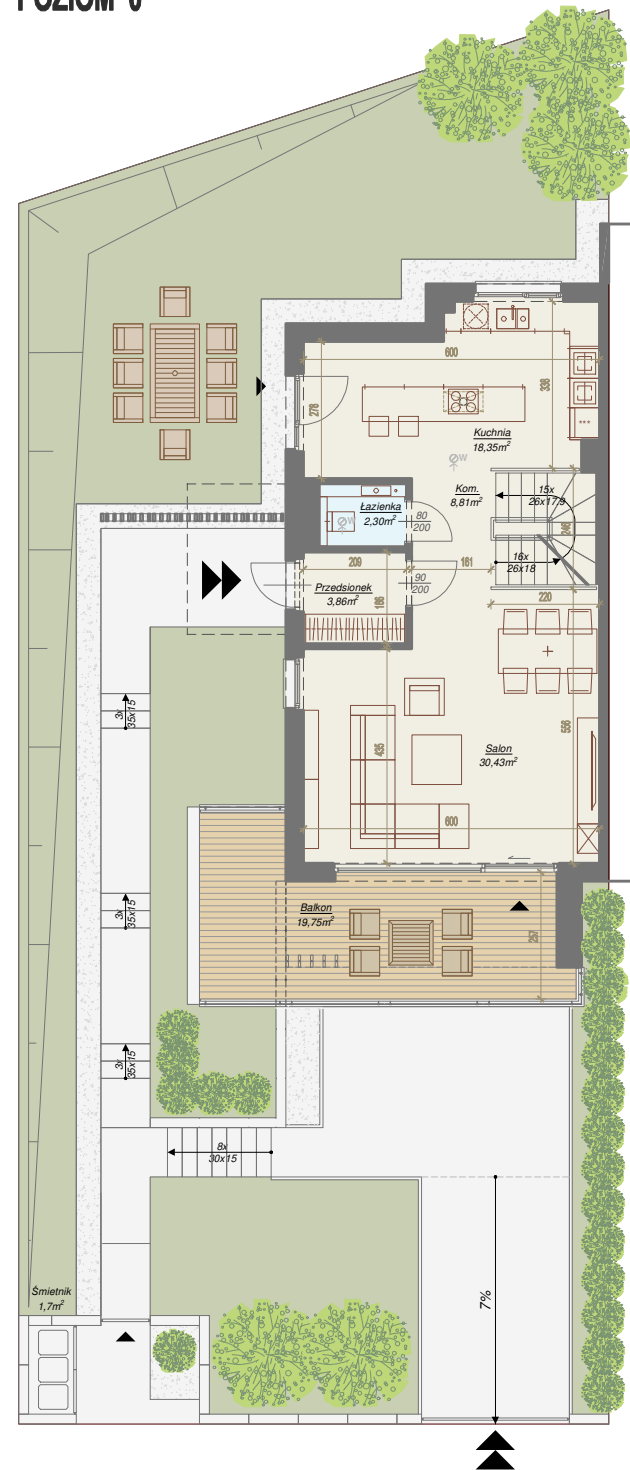 POZIOM 0
600
338
278
Kuchnia
18,35m²
W
Kom.
8,81m²
15x
26x17,9
Łazienka
2,30m²
W
80
200
246
16x
26x18
209
90
200
161
Przedsionek
3,86m²
186
220
3x
35x15
435
Salon
30,43m²
556
600
3x
35x15
Balkon
19,75m²
257
3x
35x15
8x
30x15
7%
Śmietnik
1,7m²